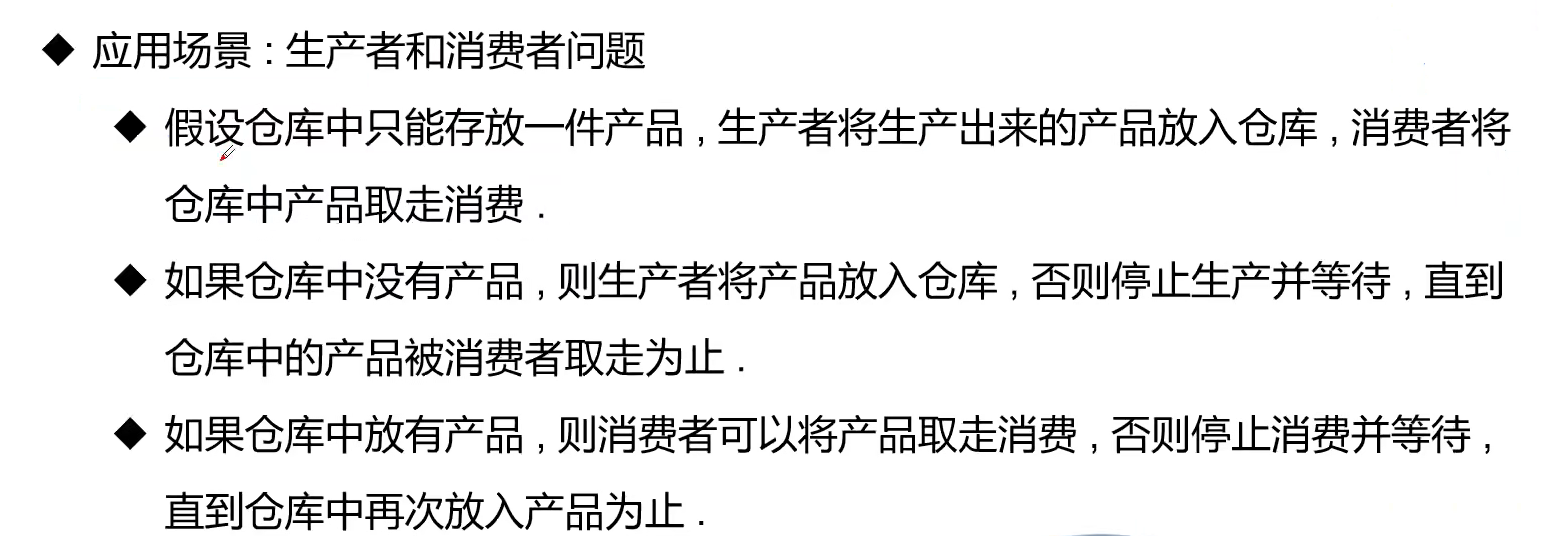 ◆ 应用场景 : 生产者和消费者问题
◆ 假设仓库中只能存放一件产品 , 生产者将生产出来的产品放入仓库 , 消费者将
仓库中产品取走消费 .
◆ 如果仓库中没有产品 , 则生产者将产品放入仓库 , 否则停止生产并等待 , 直到
仓库中的产品被消费者取走为止 .
◆ 如果仓库中放有产品 , 则消费者可以将产品取走消费 , 否则停止消费并等待 ,
直到仓库中再次放入产品为止 .